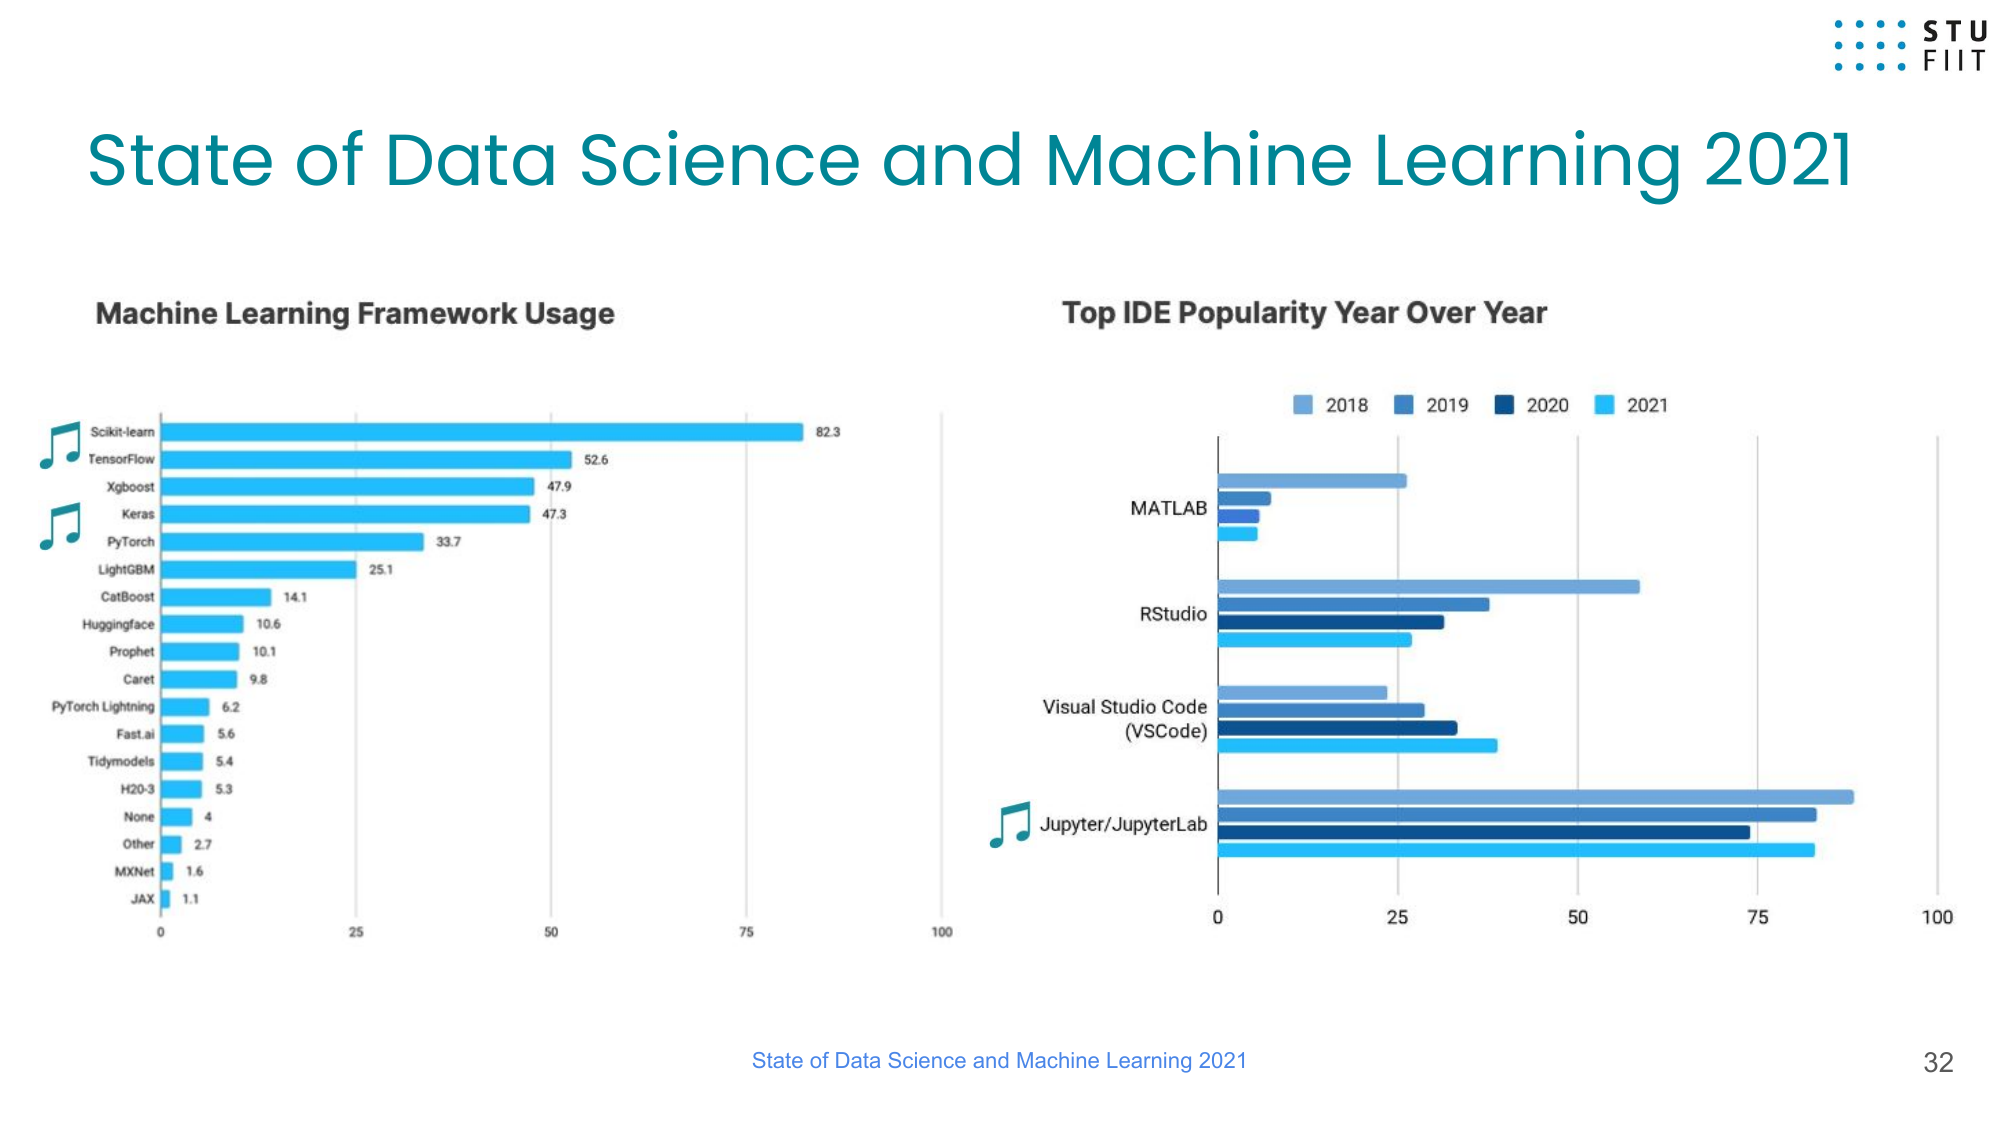 STU
FIIT
State of Data Science and Machine Learning 2021
Machine Learning Framework Usage
Scikit-learn 82.3
TensorFlow 52.6
Xgboost 47.9
Keras 47.3
PyTorch 33.7
LightGBM 25.1
CatBoost 14.1
Huggingface 10.6
Prophet 10.1
Caret 9.8
PyTorch Lightning 6.2
Fast.ai 5.6
Tidymodels 5.4
H20-3 5.3
None 4
Other 2.7
MXNet 1.6
JAX 1.1
0 25 50 75 100
Top IDE Popularity Year Over Year
2018 2019 2020 2021
MATLAB
RStudio
Visual Studio Code
(VSCode)
Jupyter/JupyterLab
0 25 50 75 100
State of Data Science and Machine Learning 2021
32